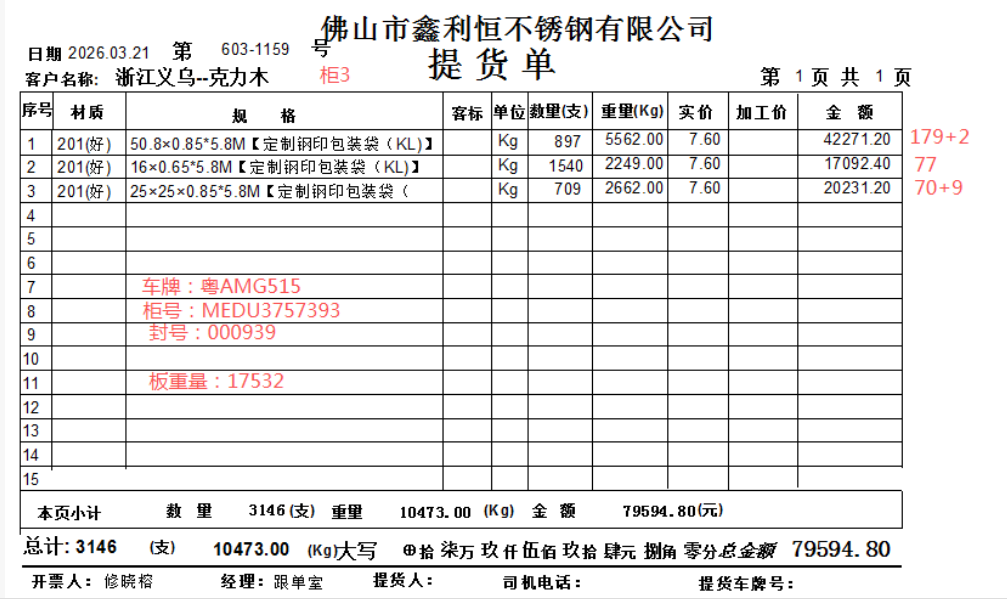 佛山市鑫利恒不锈钢有限公司
日期 2026.03.21 第 603-1159 号
提货单
客户名称: 浙江义乌--克力木 柜3 第 1 页 共 1 页
序号 材质 规格 客标 单位 数量(支) 重量(Kg) 实价 加工价 金额
1 201(好) 50.8×0.85*5.8M【定制钢印包装袋（KL)】 Kg 897 5562.00 7.60 42271.20 179+2
2 201(好) 16×0.65*5.8M【定制钢印包装袋（KL)】 Kg 1540 2249.00 7.60 17092.40 77
3 201(好) 25×25×0.85*5.8M【定制钢印包装袋（ Kg 709 2662.00 7.60 20231.20 70+9
4
5
6
7 车牌：粤AMG515
8 柜号：MEDU3757393
9 封号：000939
10
11 板重量：17532
12
13
14
15
本页小计 数量 3146(支) 重量 10473.00 (Kg) 金额 79594.80(元)
总计: 3146 (支) 10473.00 (Kg)大写 ⊕拾 柒万 玖仟 伍佰 玖拾 肆元 捌角 零分 总金额 79594.80
开票人: 修晓榕 经理: 跟单室 提货人: 司机电话: 提货车牌号: